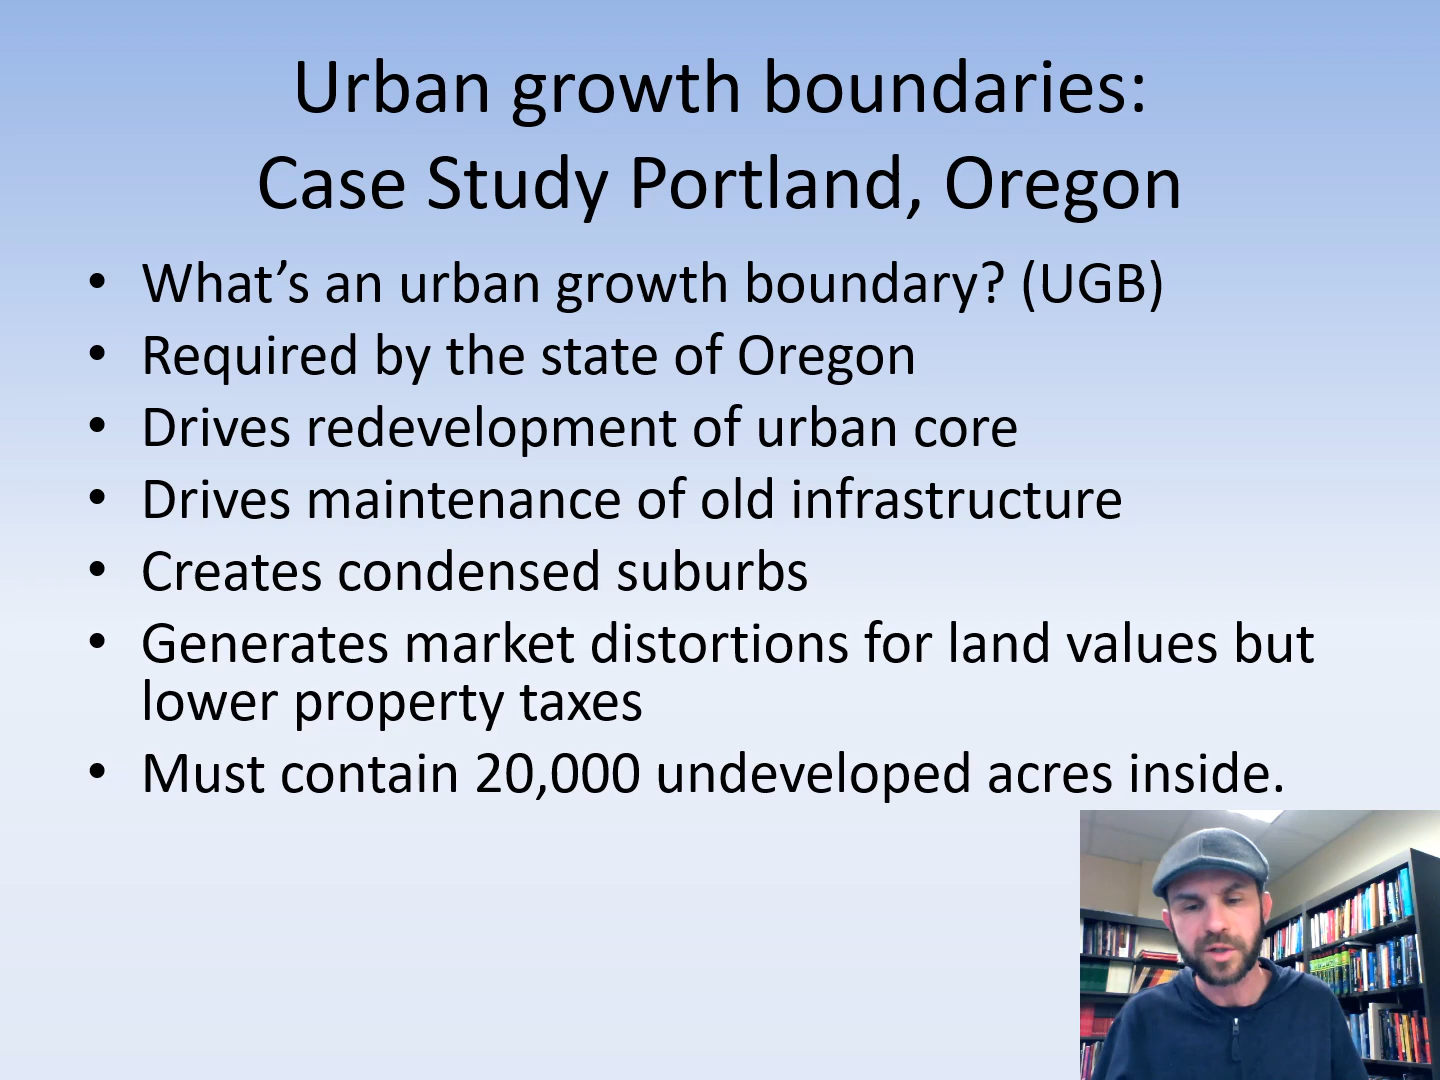 Urban growth boundaries:
Case Study Portland, Oregon
• What’s an urban growth boundary? (UGB)
• Required by the state of Oregon
• Drives redevelopment of urban core
• Drives maintenance of old infrastructure
• Creates condensed suburbs
• Generates market distortions for land values but
lower property taxes
• Must contain 20,000 undeveloped acres inside.